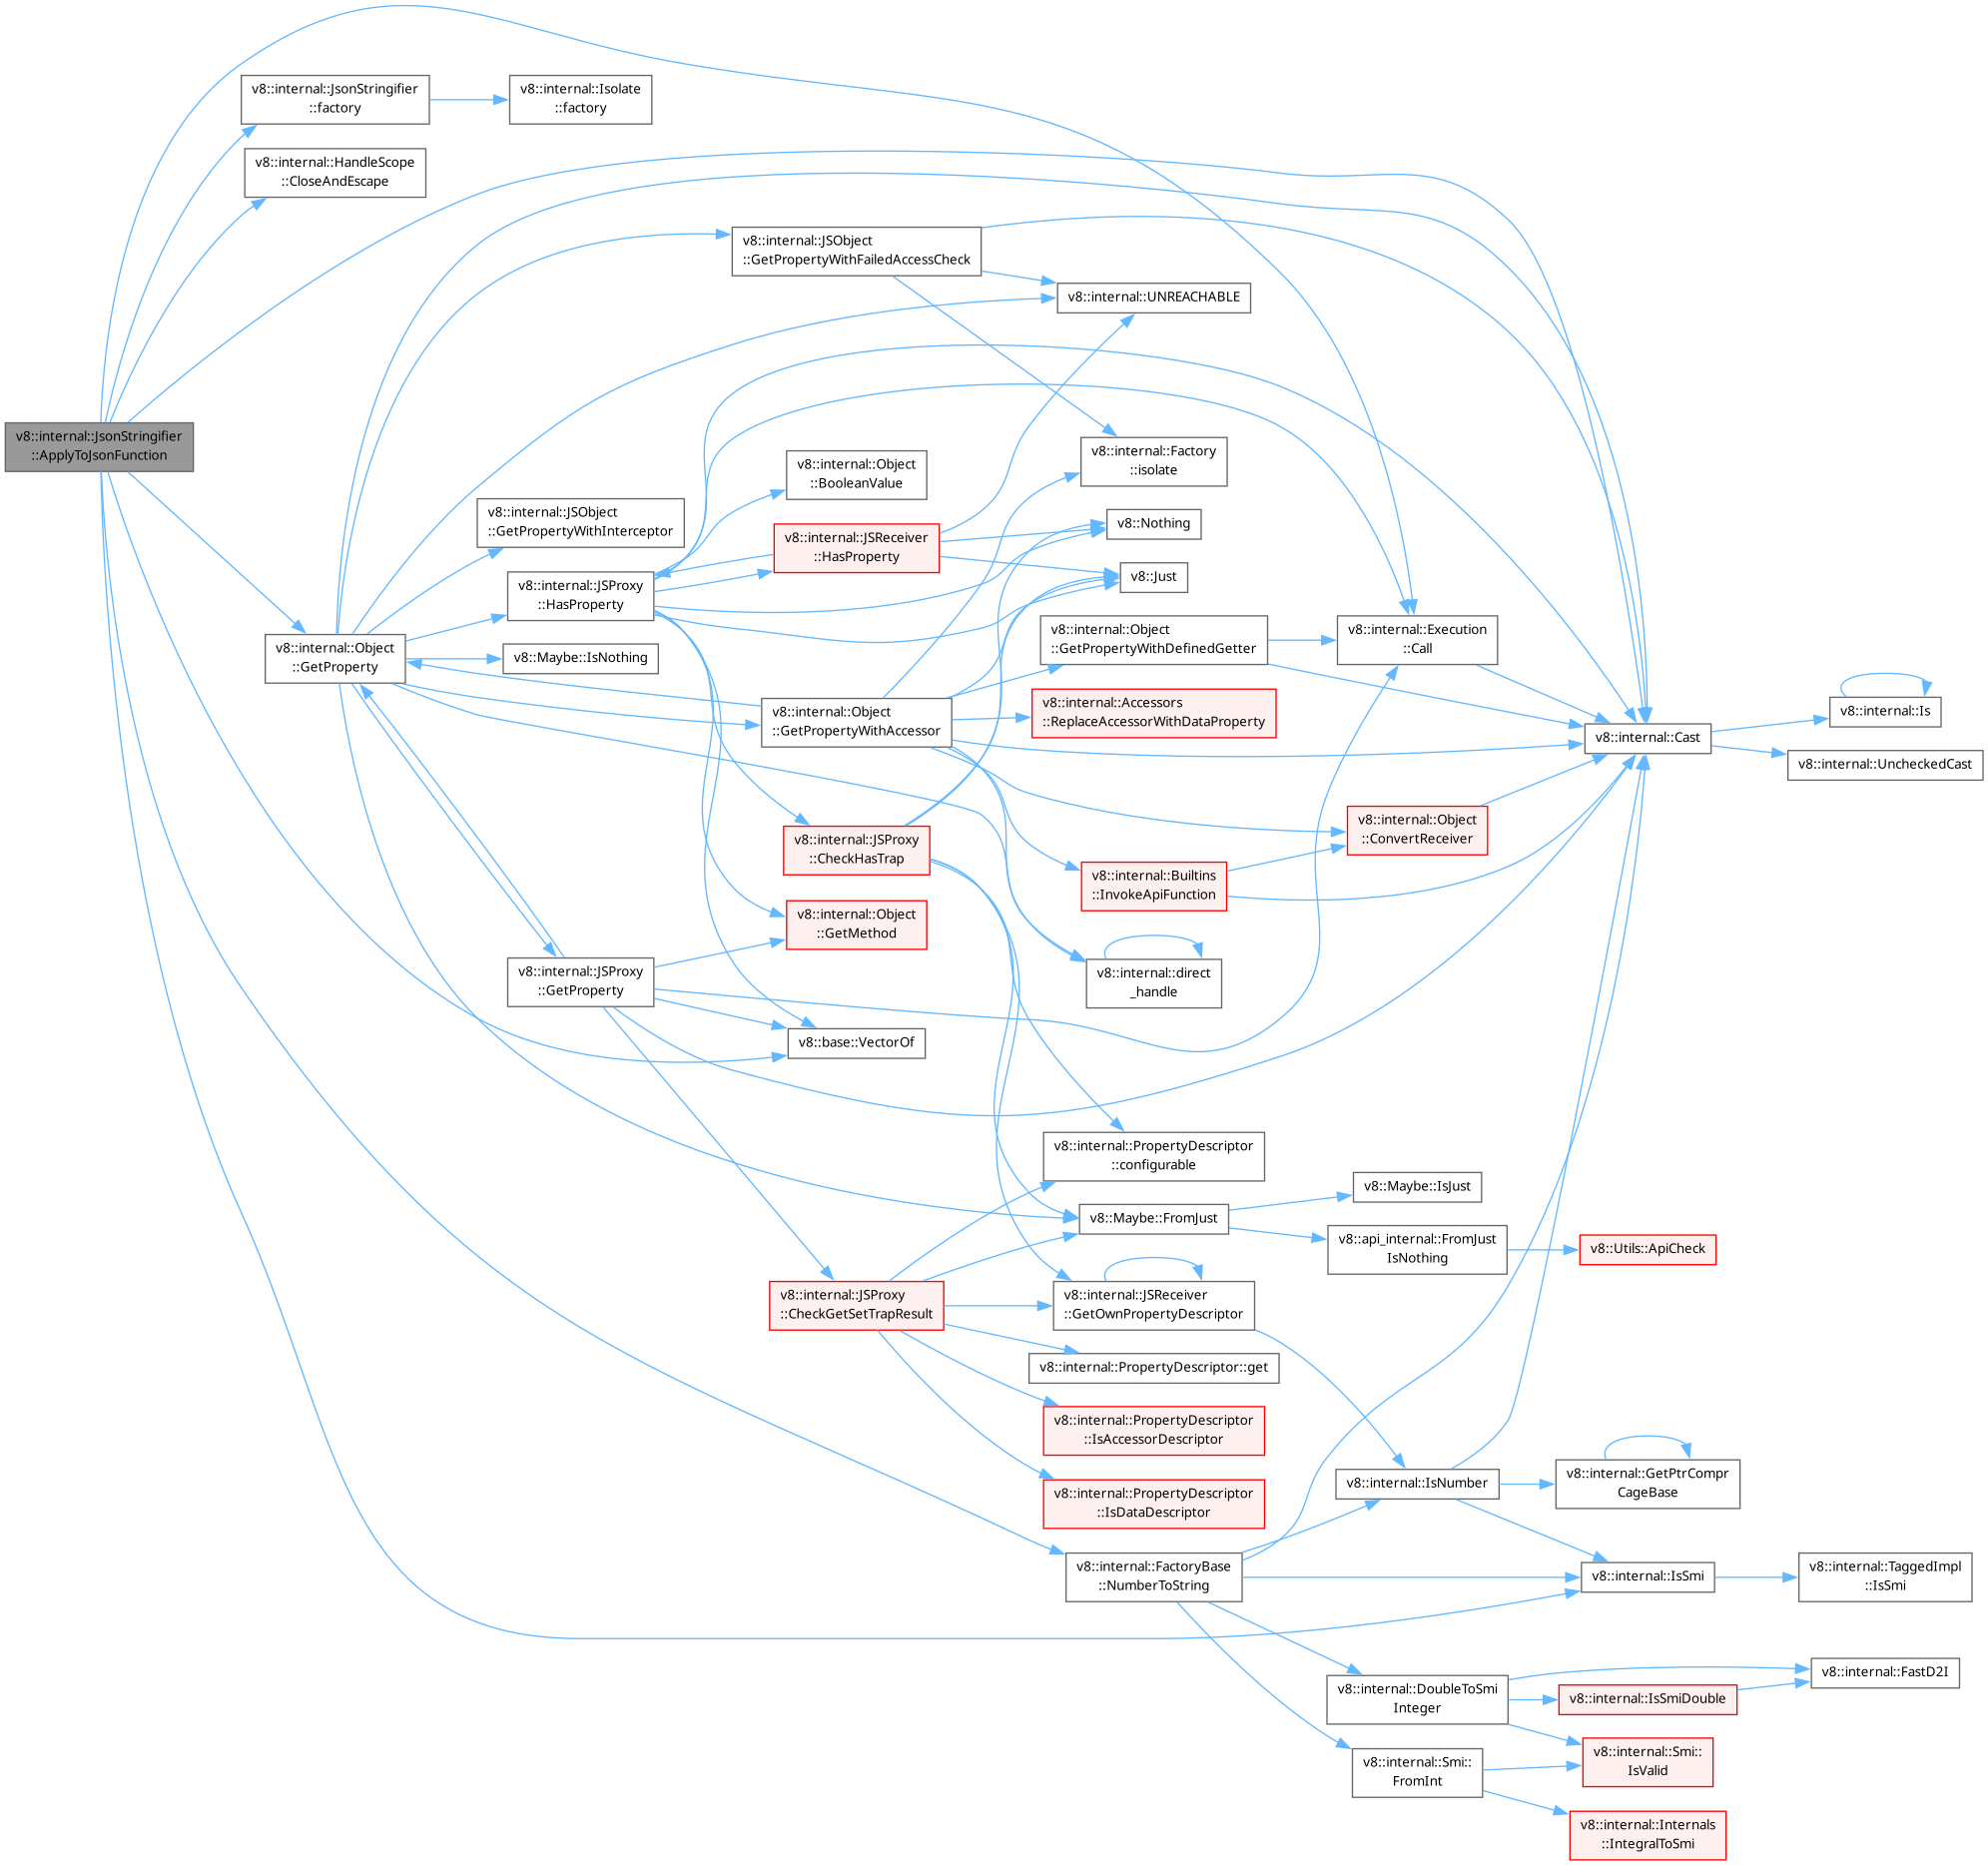 v8::internal::JsonStringifier
::ApplyToJsonFunction
v8::internal::JsonStringifier
::factory
v8::internal::Isolate
::factory
v8::internal::HandleScope
::CloseAndEscape
v8::internal::Object
::GetProperty
v8::internal::JSObject
::GetPropertyWithInterceptor
v8::internal::JSProxy
::HasProperty
v8::Maybe::IsNothing
v8::internal::JSProxy
::GetProperty
v8::internal::JSObject
::GetPropertyWithFailedAccessCheck
v8::internal::Object
::BooleanValue
v8::internal::JSReceiver
::HasProperty
v8::internal::Object
::GetPropertyWithAccessor
v8::internal::JSProxy
::CheckHasTrap
v8::internal::Object
::GetMethod
v8::base::VectorOf
v8::internal::JSProxy
::CheckGetSetTrapResult
v8::internal::UNREACHABLE
v8::internal::Factory
::isolate
v8::Nothing
v8::Just
v8::internal::Object
::GetPropertyWithDefinedGetter
v8::internal::Accessors
::ReplaceAccessorWithDataProperty
v8::internal::Builtins
::InvokeApiFunction
v8::internal::direct
_handle
v8::internal::PropertyDescriptor
::configurable
v8::Maybe::FromJust
v8::internal::JSReceiver
::GetOwnPropertyDescriptor
v8::internal::PropertyDescriptor::get
v8::internal::PropertyDescriptor
::IsAccessorDescriptor
v8::internal::PropertyDescriptor
::IsDataDescriptor
v8::internal::FactoryBase
::NumberToString
v8::internal::Execution
::Call
v8::internal::Object
::ConvertReceiver
v8::Maybe::IsJust
v8::api_internal::FromJust
IsNothing
v8::internal::IsNumber
v8::internal::DoubleToSmi
Integer
v8::internal::Smi::
FromInt
v8::internal::Cast
v8::Utils::ApiCheck
v8::internal::GetPtrCompr
CageBase
v8::internal::IsSmi
v8::internal::IsSmiDouble
v8::internal::Smi::
IsValid
v8::internal::Internals
::IntegralToSmi
v8::internal::Is
v8::internal::UncheckedCast
v8::internal::TaggedImpl
::IsSmi
v8::internal::FastD2I